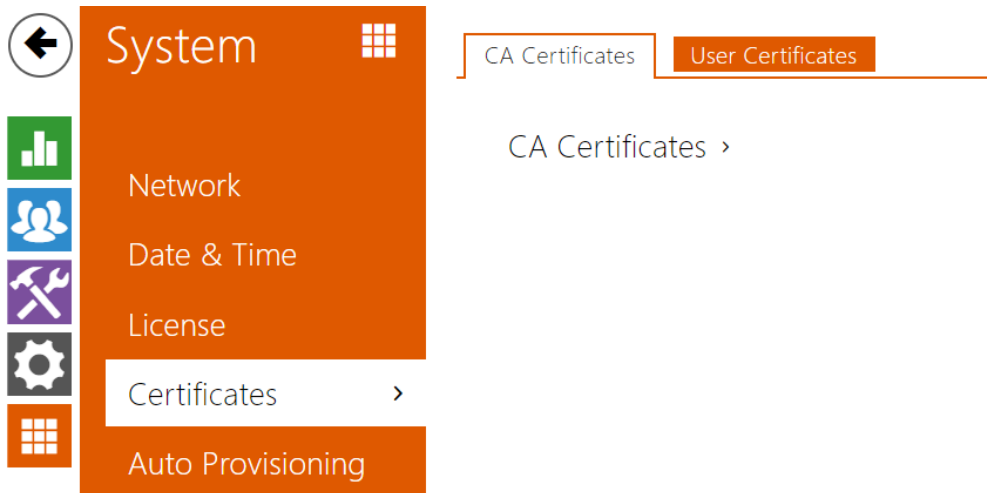 System
Network
Date & Time
License
Certificates
Auto Provisioning
CA Certificates
User Certificates
CA Certificates